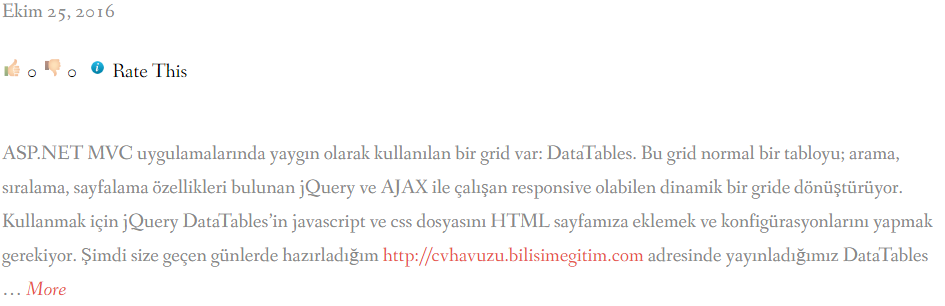 Ekim 25, 2016
0 0 Rate This
ASP.NET MVC uygulamalarında yaygın olarak kullanılan bir grid var: DataTables. Bu grid normal bir tabloyu; arama,
sıralama, sayfalama özellikleri bulunan jQuery ve AJAX ile çalışan responsive olabilen dinamik bir gride dönüştürüyor.
Kullanmak için jQuery DataTables’in javascript ve css dosyasını HTML sayfamıza eklemek ve konfigürasyonlarını yapmak
gerekiyor. Şimdi size geçen günlerde hazırladığım http://cvhavuzu.bilisimegitim.com adresinde yayınladığımız DataTables
… More